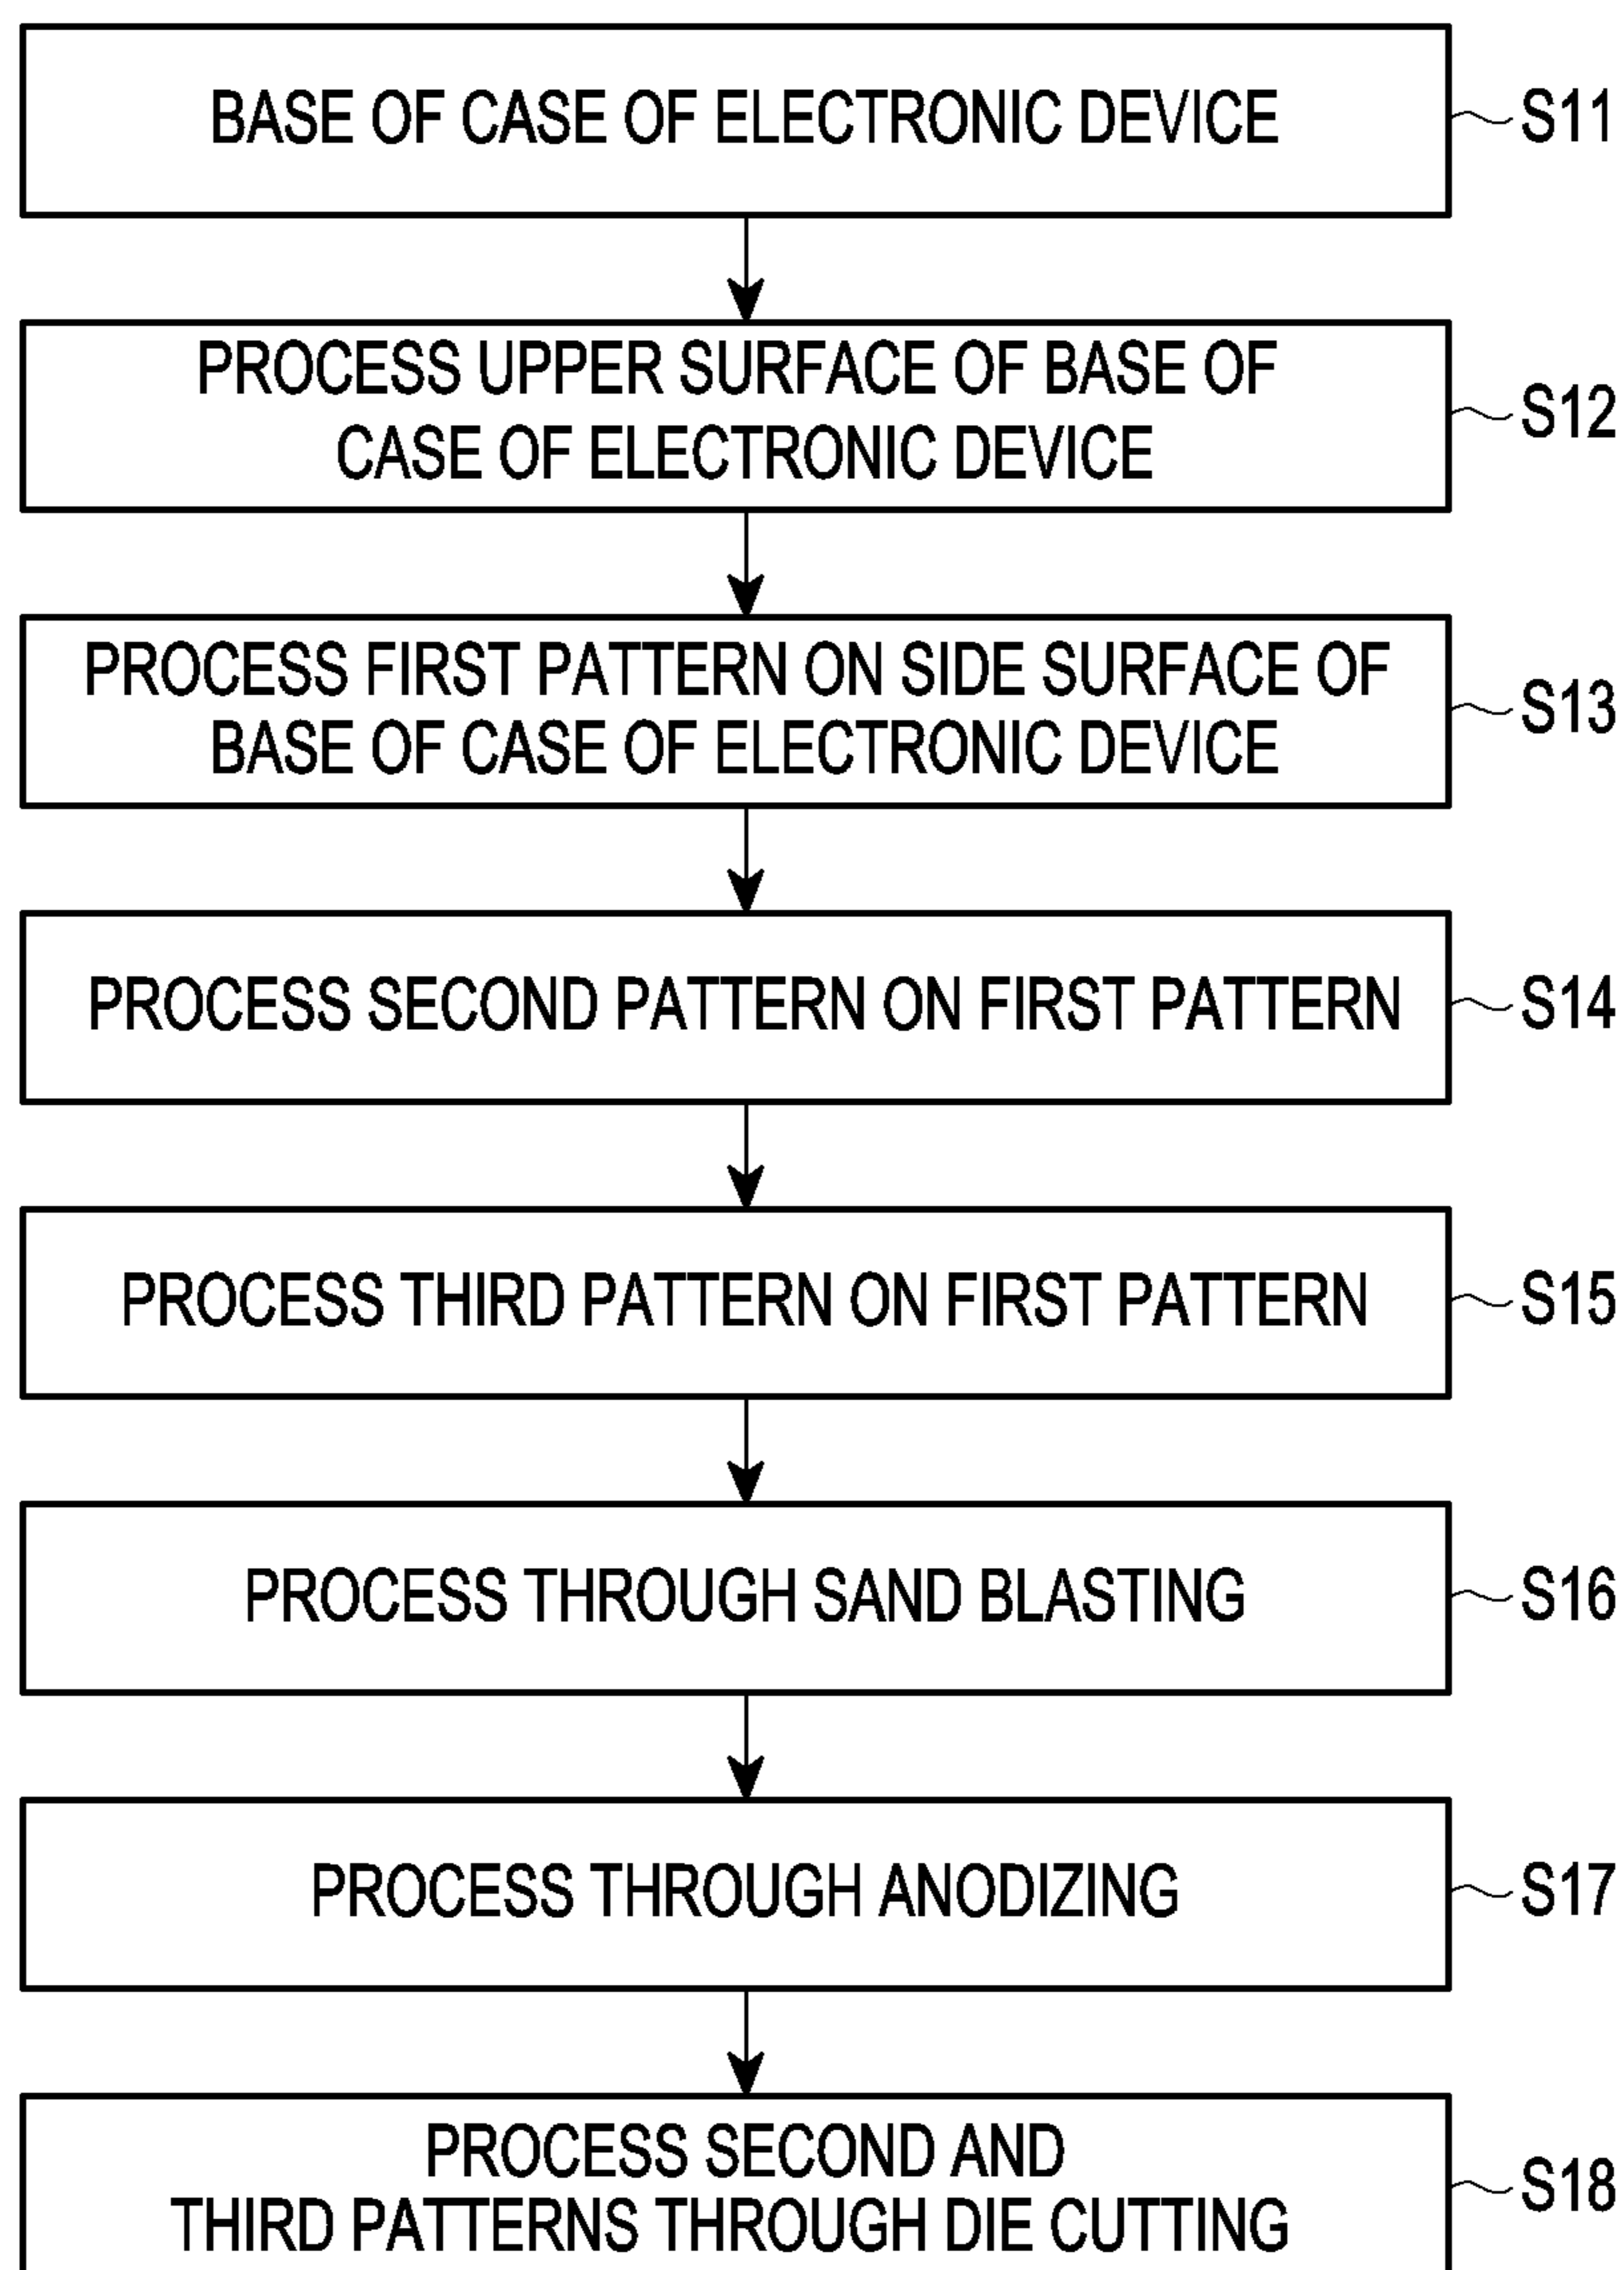 BASE OF CASE OF ELECTRONIC DEVICE
S11
PROCESS UPPER SURFACE OF BASE OF
CASE OF ELECTRONIC DEVICE
S12
PROCESS FIRST PATTERN ON SIDE SURFACE OF
BASE OF CASE OF ELECTRONIC DEVICE
S13
PROCESS SECOND PATTERN ON FIRST PATTERN
S14
PROCESS THIRD PATTERN ON FIRST PATTERN
S15
PROCESS THROUGH SAND BLASTING
S16
PROCESS THROUGH ANODIZING
S17
PROCESS SECOND AND
THIRD PATTERNS THROUGH DIE CUTTING
S18